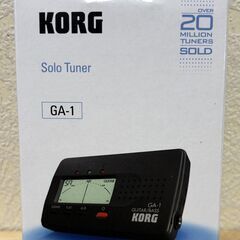 KORG
OVER
20
MILLION
TUNERS
SOLD
Solo Tuner
GA-1
GA-1
GUITAR/BASS
KORG